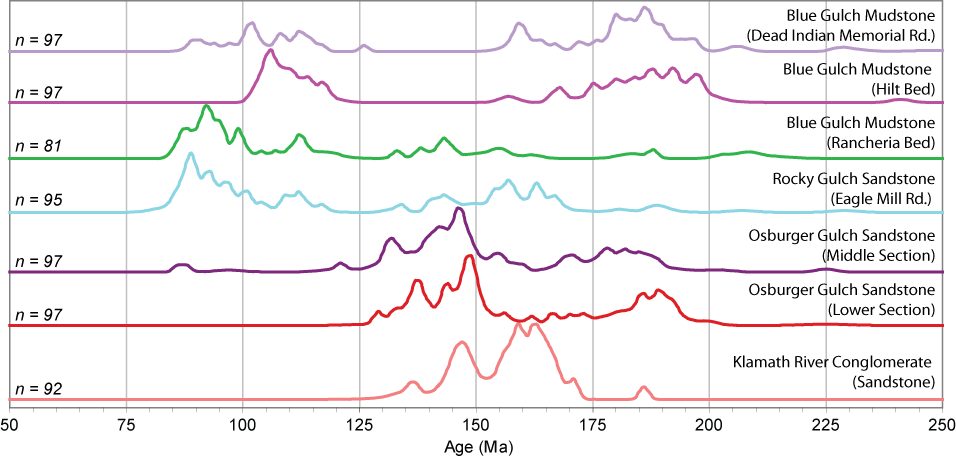 Blue Gulch Mudstone
(Dead Indian Memorial Rd.)
n = 97
Blue Gulch Mudstone
(Hilt Bed)
n = 97
Blue Gulch Mudstone
(Rancheria Bed)
n = 81
Rocky Gulch Sandstone
(Eagle Mill Rd.)
n = 95
Osburger Gulch Sandstone
(Middle Section)
n = 97
Osburger Gulch Sandstone
(Lower Section)
n = 97
Klamath River Conglomerate
(Sandstone)
n = 92
50 75 100 125 150 175 200 225 250
Age (Ma)